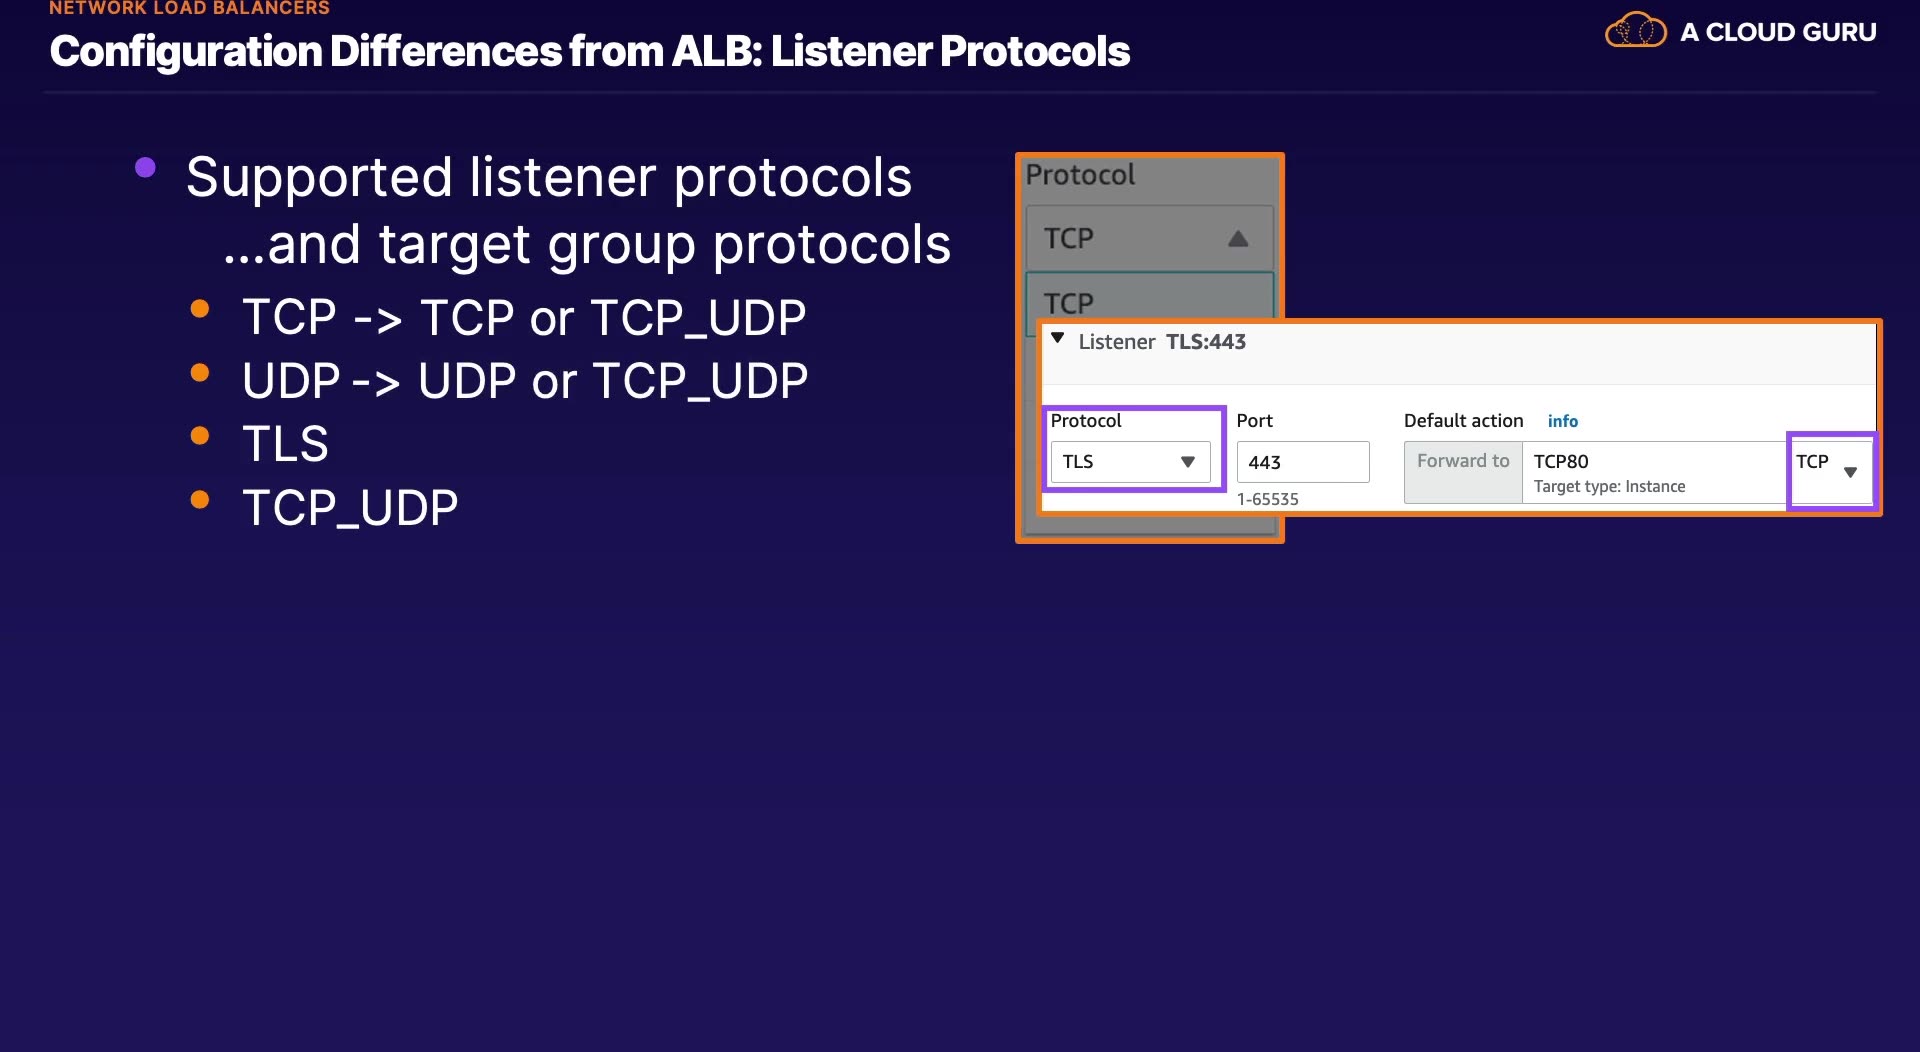 NETWORK LOAD BALANCERS
Configuration Differences from ALB: Listener Protocols
A CLOUD GURU
Supported listener protocols
...and target group protocols
TCP -> TCP or TCP_UDP
UDP -> UDP or TCP_UDP
TLS
TCP_UDP
Protocol
TCP
TCP
Listener TLS:443
Protocol
TLS
Port
443
1-65535
Default action info
Forward to
TCP80
Target type: Instance
TCP